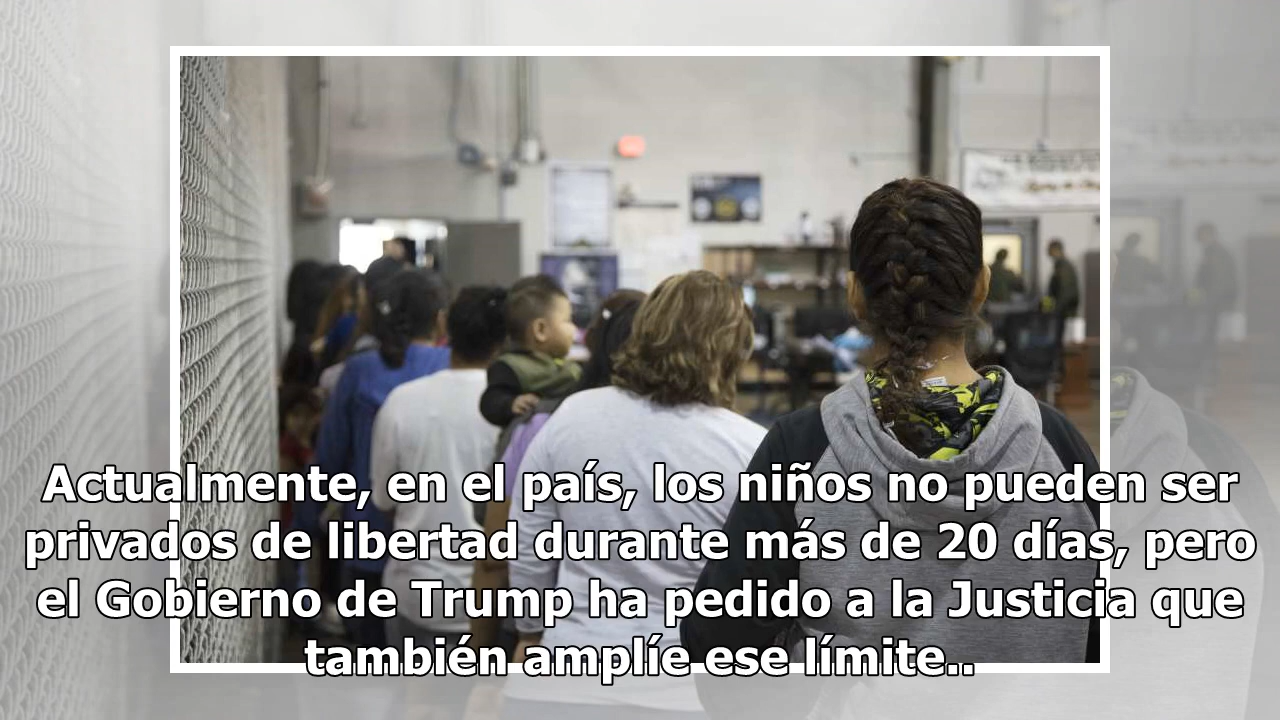 Actualmente, en el país, los niños no pueden ser
privados de libertad durante más de 20 días, pero
el Gobierno de Trump ha pedido a la Justicia que
también amplíe ese límite..